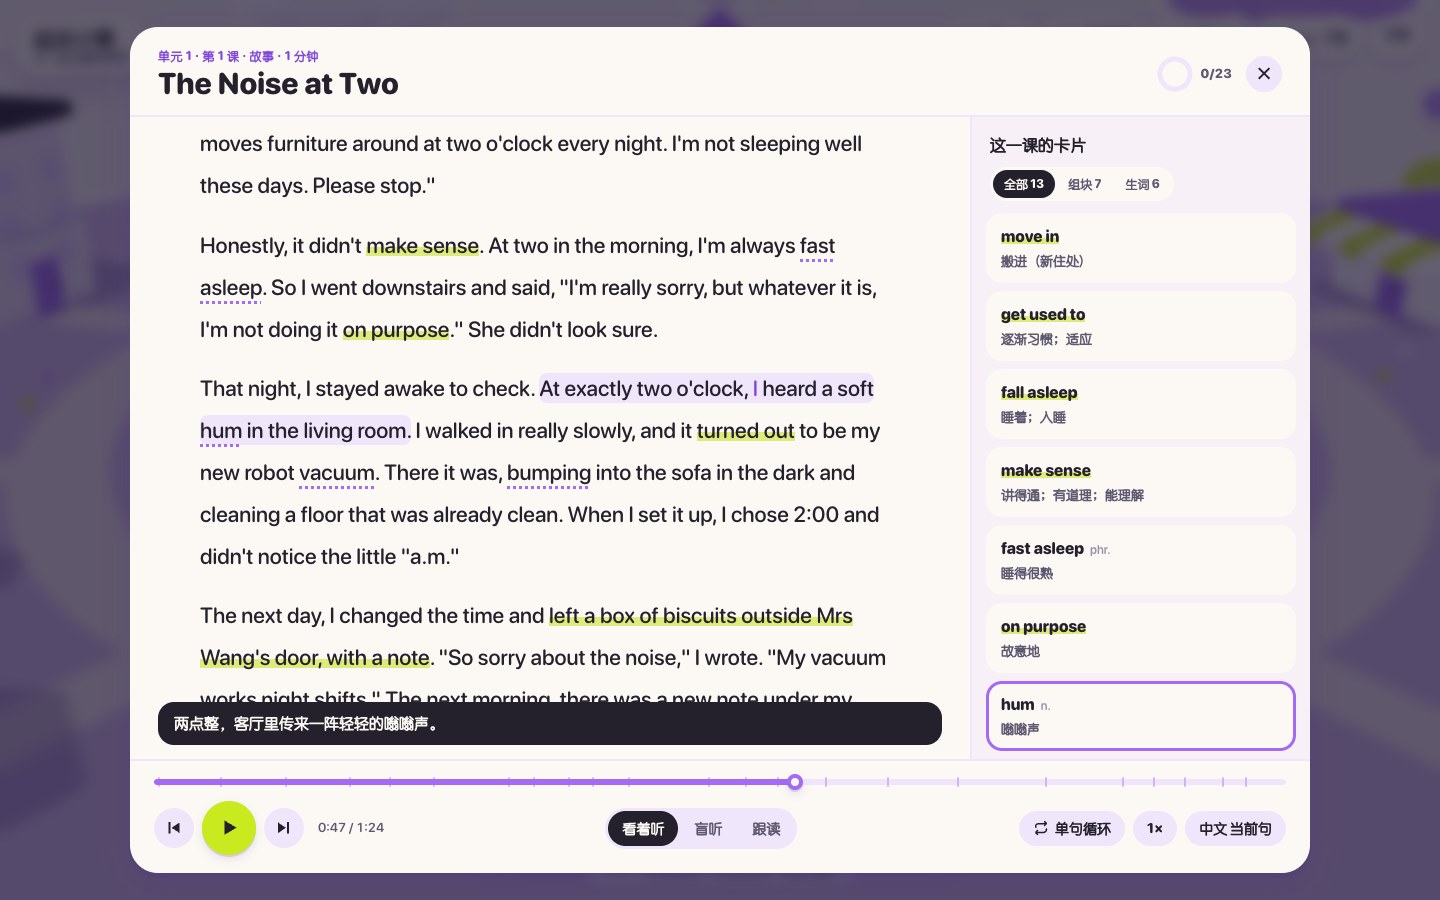 单元 1 · 第 1 课 · 故事 · 1 分钟
The Noise at Two
0/23
moves furniture around at two o'clock every night. I'm not sleeping well
these days. Please stop."
Honestly, it didn't make sense. At two in the morning, I'm always fast
asleep. So I went downstairs and said, "I'm really sorry, but whatever it is,
I'm not doing it on purpose." She didn't look sure.
That night, I stayed awake to check. At exactly two o'clock, I heard a soft
hum in the living room. I walked in really slowly, and it turned out to be my
new robot vacuum. There it was, bumping into the sofa in the dark and
cleaning a floor that was already clean. When I set it up, I chose 2:00 and
didn't notice the little "a.m."
The next day, I changed the time and left a box of biscuits outside Mrs
Wang's door, with a note. "So sorry about the noise," I wrote. "My vacuum
works night shifts." The next morning, there was a new note under my
两点整，客厅里传来一阵轻轻的嗡嗡声。
这一课的卡片
全部 13 组块 7 生词 6
move in
搬进（新住处）
get used to
逐渐习惯；适应
fall asleep
睡着；入睡
make sense
讲得通；有道理；能理解
fast asleep phr.
睡得很熟
on purpose
故意地
hum n.
嗡嗡声
0:47 / 1:24
看着听 盲听 跟读
单句循环 1× 中文 当前句